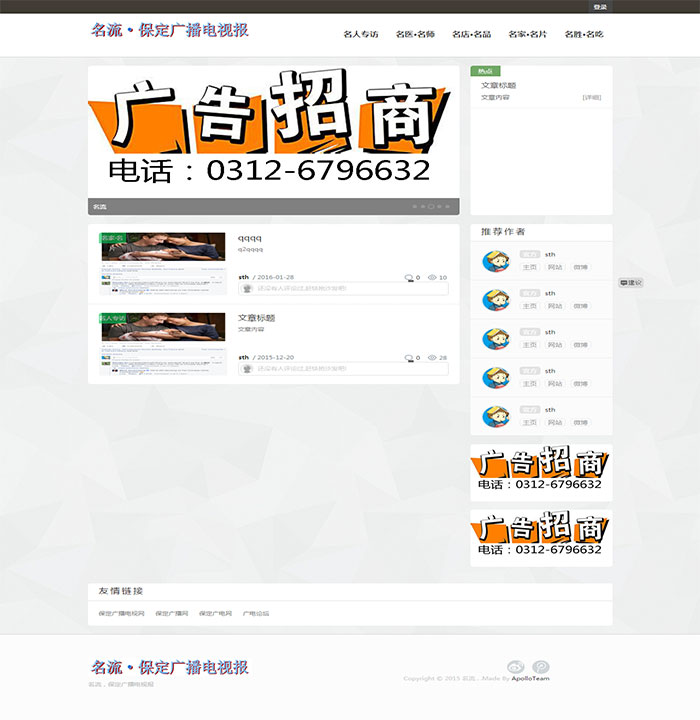 登录
名流·保定广播电视报
名人专访 名医•名师 名店•名品 名家•名片 名胜•名吃
广告招商
电话：0312-6796632
名流
热点
文章标题
文章内容 [详细]
名家·名
qqqq
q2qqqq
sth / 2016-01-28 0 10
还没有人评论过,赶快抢沙发吧!
名人专访
文章标题
文章内容
sth / 2015-12-20 0 28
还没有人评论过,赶快抢沙发吧!
推荐作者
官方 sth
主页 网站 微博
官方 sth
主页 网站 微博
官方 sth
主页 网站 微博
官方 sth
主页 网站 微博
官方 sth
主页 网站 微博
建议
广告招商
电话：0312-6796632
广告招商
电话：0312-6796632
友情链接
保定广播电视网 保定广播网 保定广电网 广电论坛
名流·保定广播电视报
名流，保定广播电视报
Copyright © 2015 名流. .Made By ApolloTeam